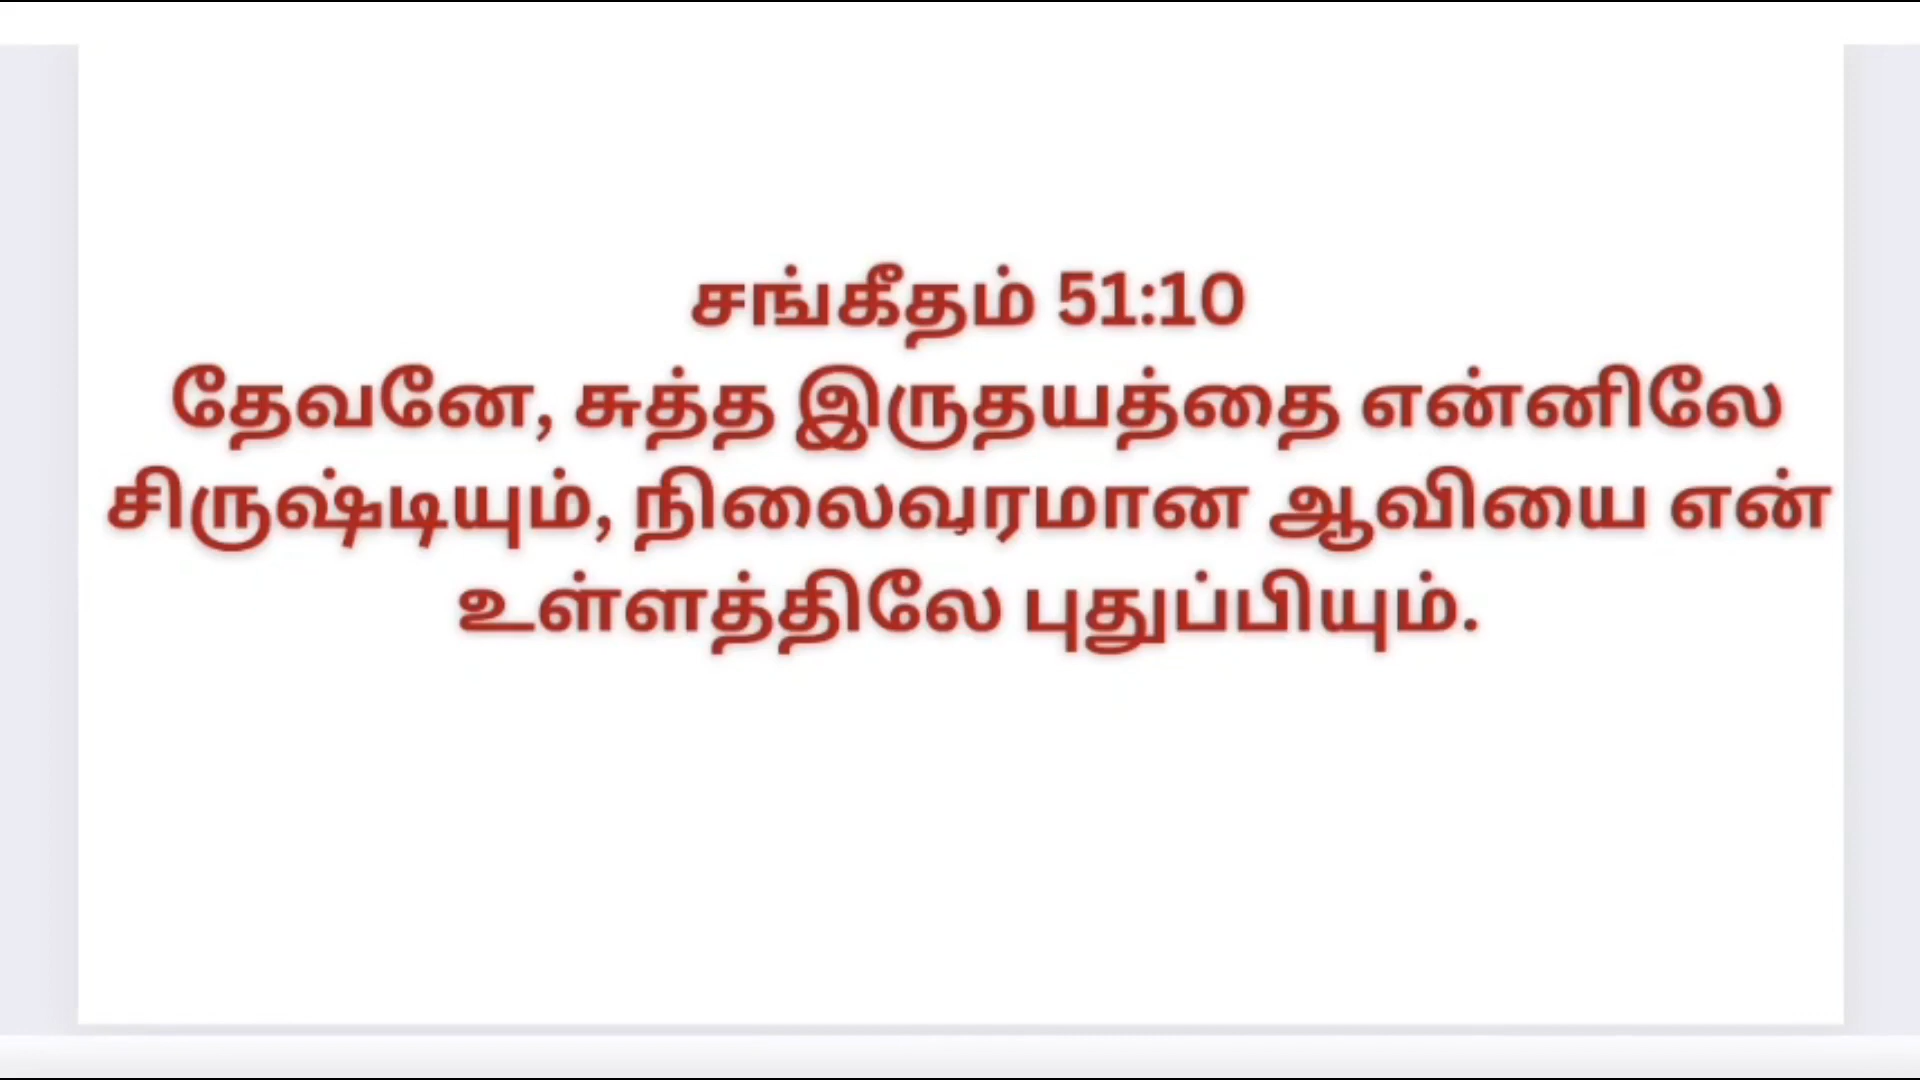 சங்கீதம் 51:10
தேவனே, சுத்த இருதயத்தை என்னிலே
சிருஷ்டியும், நிலைவரமான ஆவியை என்
உள்ளத்திலே புதுப்பியும்.